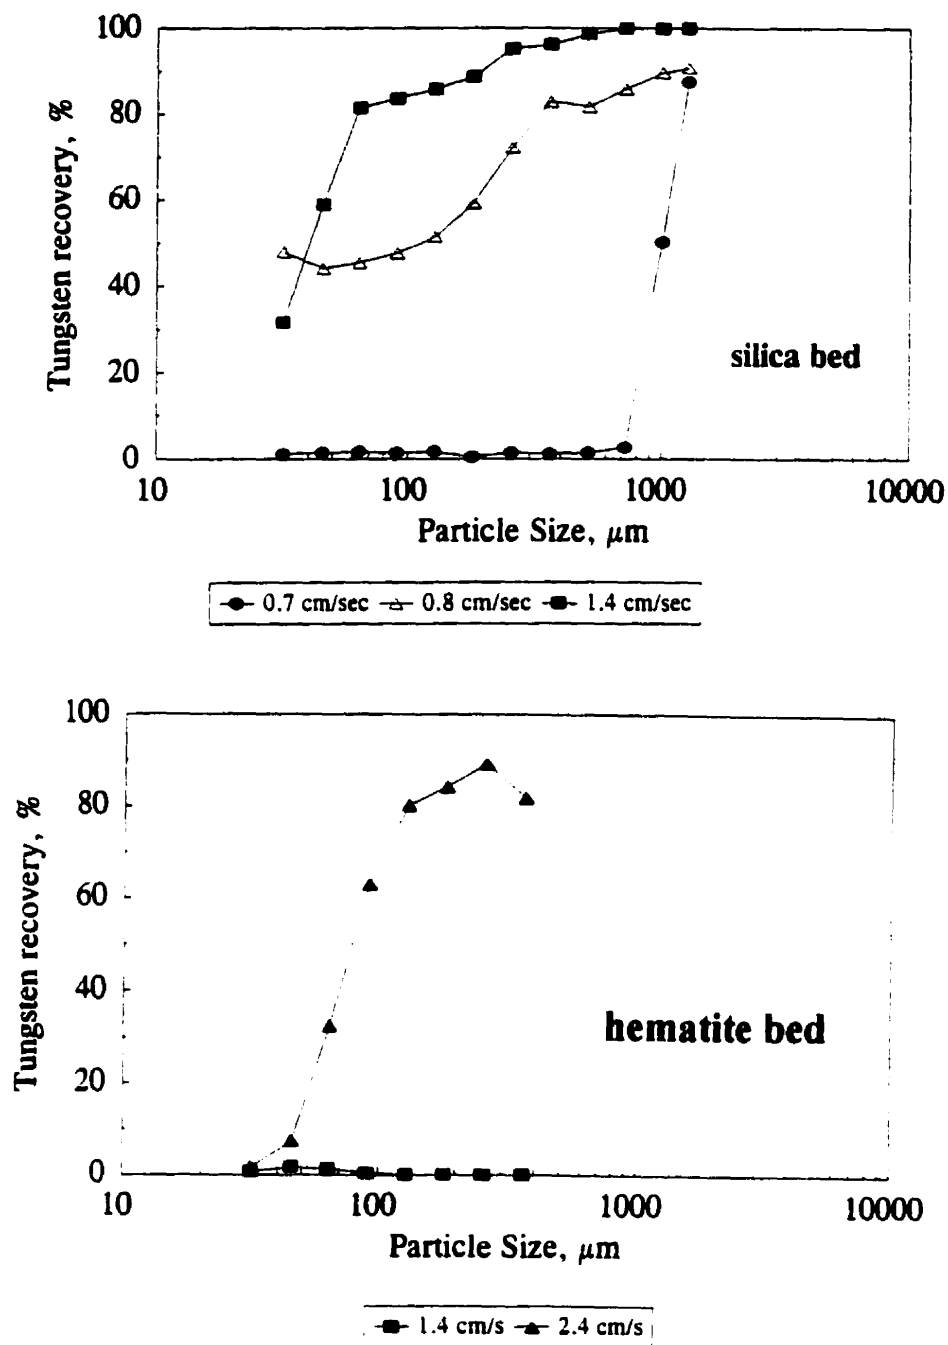 100
80
60
40
20
0
Tungsten recovery, %
silica bed
10 100 1000 10000
Particle Size, μm
0.7 cm/sec 0.8 cm/sec 1.4 cm/sec
100
80
60
40
20
0
Tungsten recovery, %
hematite bed
10 100 1000 10000
Particle Size, μm
1.4 cm/s 2.4 cm/s